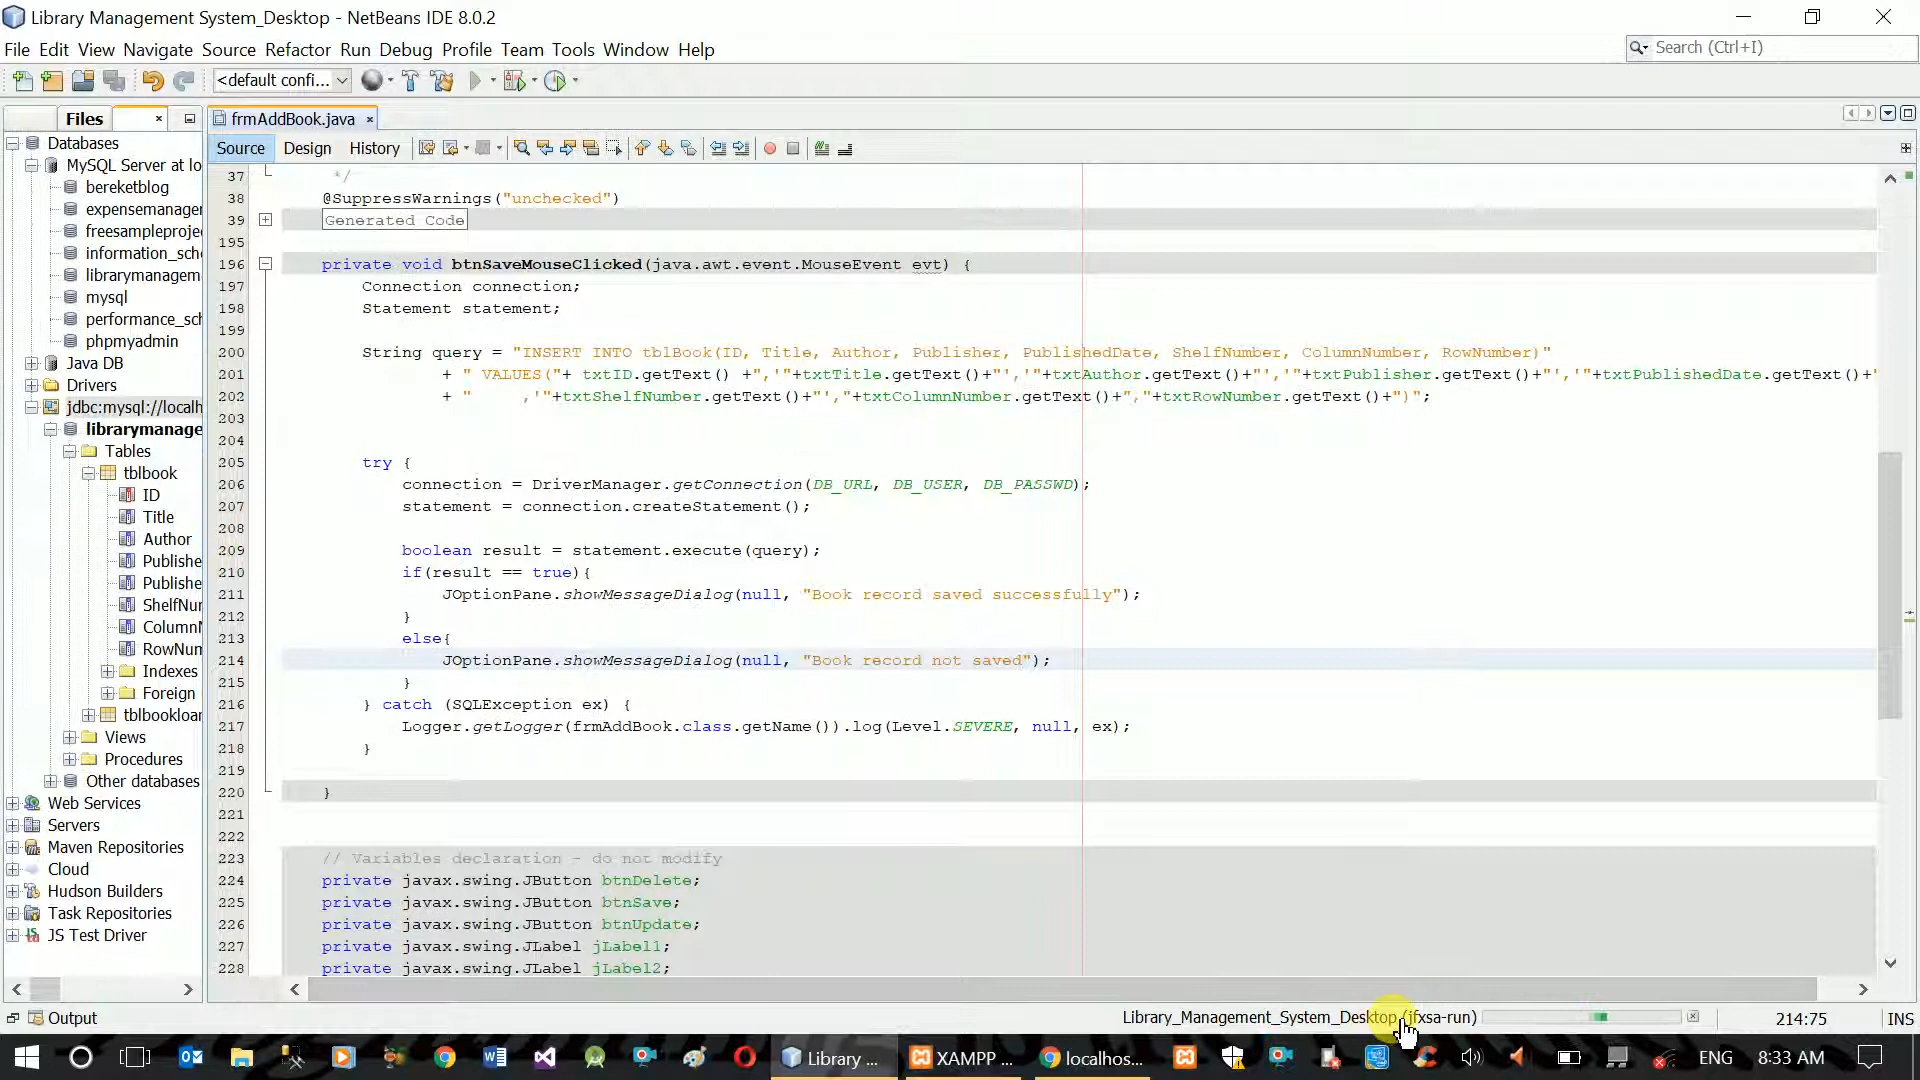 Library Management System_Desktop - NetBeans IDE 8.0.2
File Edit View Navigate Source Refactor Run Debug Profile Team Tools Window Help
Search (Ctrl+I)
<default confi...
Files
frmAddBook.java
Source Design History
Databases
MySQL Server at lo
bereketblog
expensemanager
freesampleproje
information_sch
librarymanagem
mysql
performance_sch
phpmyadmin
Java DB
Drivers
jdbc:mysql://localh
librarymanage
Tables
tblbook
ID
Title
Author
Publishe
Publishe
ShelfNur
ColumnN
RowNum
Indexes
Foreign
tblbookloar
Views
Procedures
Other databases
Web Services
Servers
Maven Repositories
Cloud
Hudson Builders
Task Repositories
JS Test Driver
37 */
38 @SuppressWarnings("unchecked")
39 Generated Code
195
196 private void btnSaveMouseClicked(java.awt.event.MouseEvent evt) {
197 Connection connection;
198 Statement statement;
199
200 String query = "INSERT INTO tblBook(ID, Title, Author, Publisher, PublishedDate, ShelfNumber, ColumnNumber, RowNumber)"
201 + " VALUES("+ txtID.getText() +",'"+txtTitle.getText()+"','"+txtAuthor.getText()+"','"+txtPublisher.getText()+"','"+txtPublishedDate.getText()+"'
202 + " ,'"+txtShelfNumber.getText()+"',"+txtColumnNumber.getText()+","+txtRowNumber.getText()+")";
203
204
205 try {
206 connection = DriverManager.getConnection(DB_URL, DB_USER, DB_PASSWD);
207 statement = connection.createStatement();
208
209 boolean result = statement.execute(query);
210 if(result == true){
211 JOptionPane.showMessageDialog(null, "Book record saved successfully");
212 }
213 else{
214 JOptionPane.showMessageDialog(null, "Book record not saved");
215 }
216 } catch (SQLException ex) {
217 Logger.getLogger(frmAddBook.class.getName()).log(Level.SEVERE, null, ex);
218 }
219
220 }
221
222
223 // Variables declaration - do not modify
224 private javax.swing.JButton btnDelete;
225 private javax.swing.JButton btnSave;
226 private javax.swing.JButton btnUpdate;
227 private javax.swing.JLabel jLabel1;
228 private javax.swing.JLabel jLabel2;
Output
Library_Management_System_Desktop (jfxsa-run)
214:75
INS
Library ...
XAMPP ...
localhos...
ENG
8:33 AM